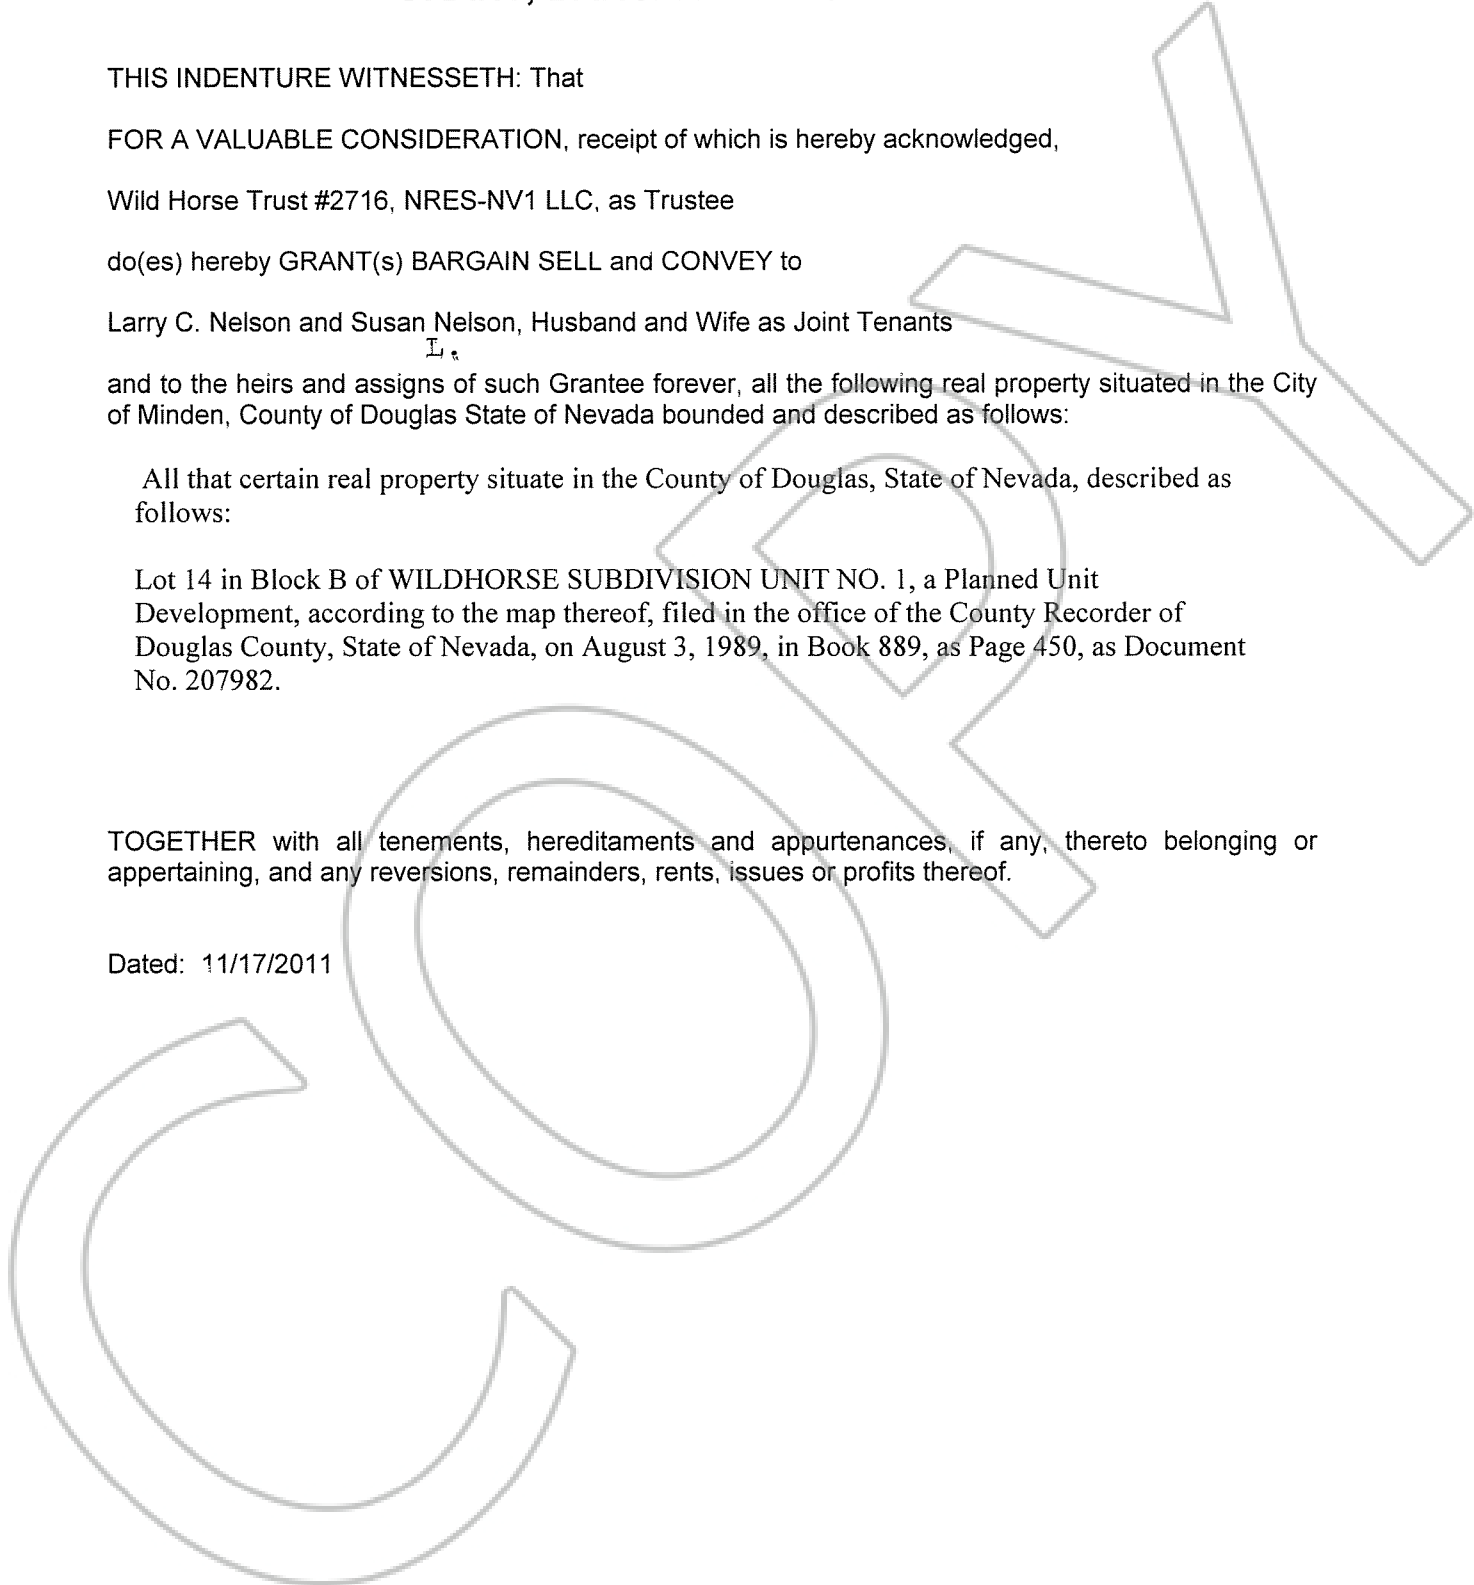 THIS INDENTURE WITNESSETH: That
FOR A VALUABLE CONSIDERATION, receipt of which is hereby acknowledged,
Wild Horse Trust #2716, NRES-NV1 LLC, as Trustee
do(es) hereby GRANT(s) BARGAIN SELL and CONVEY to
Larry C. Nelson and Susan Nelson, Husband and Wife as Joint Tenants
L.
and to the heirs and assigns of such Grantee forever, all the following real property situated in the City
of Minden, County of Douglas State of Nevada bounded and described as follows:
All that certain real property situate in the County of Douglas, State of Nevada, described as
follows:
Lot 14 in Block B of WILDHORSE SUBDIVISION UNIT NO. 1, a Planned Unit
Development, according to the map thereof, filed in the office of the County Recorder of
Douglas County, State of Nevada, on August 3, 1989, in Book 889, as Page 450, as Document
No. 207982.
TOGETHER with all tenements, hereditaments and appurtenances, if any, thereto belonging or
appertaining, and any reversions, remainders, rents, issues or profits thereof.
Dated: 11/17/2011
COPY